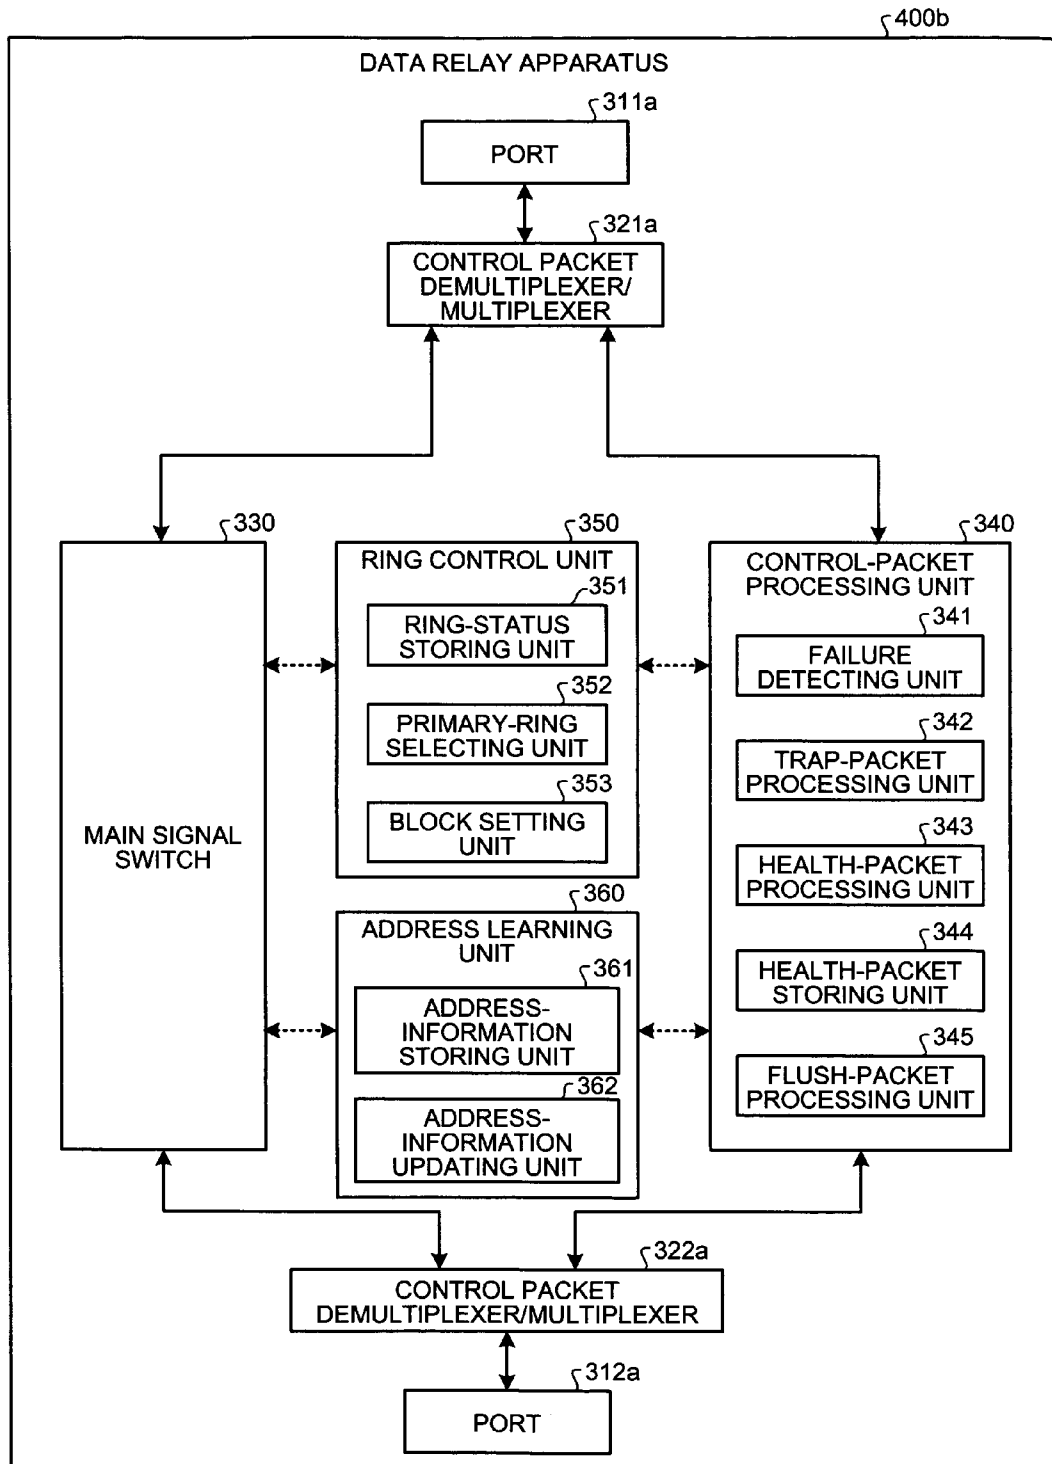 400b
DATA RELAY APPARATUS
311a
PORT
321a
CONTROL PACKET
DEMULTIPLEXER/
MULTIPLEXER
330
MAIN SIGNAL
SWITCH
350
RING CONTROL UNIT
351
RING-STATUS
STORING UNIT
352
PRIMARY-RING
SELECTING UNIT
353
BLOCK SETTING
UNIT
360
ADDRESS LEARNING
UNIT
361
ADDRESS-
INFORMATION
STORING UNIT
362
ADDRESS-
INFORMATION
UPDATING UNIT
340
CONTROL-PACKET
PROCESSING UNIT
341
FAILURE
DETECTING UNIT
342
TRAP-PACKET
PROCESSING UNIT
343
HEALTH-PACKET
PROCESSING UNIT
344
HEALTH-PACKET
STORING UNIT
345
FLUSH-PACKET
PROCESSING UNIT
322a
CONTROL PACKET
DEMULTIPLEXER/MULTIPLEXER
312a
PORT